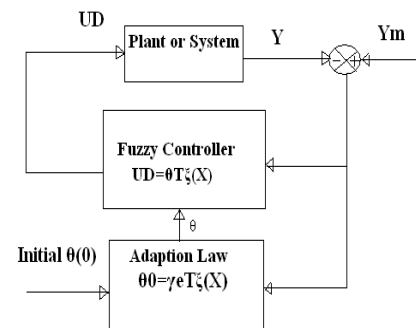 UD
Plant or System
Y
Ym
- +
Fuzzy Controller
UD=θTξ(X)
θ
Initial θ(0)
Adaption Law
θ0=γeTξ(X)